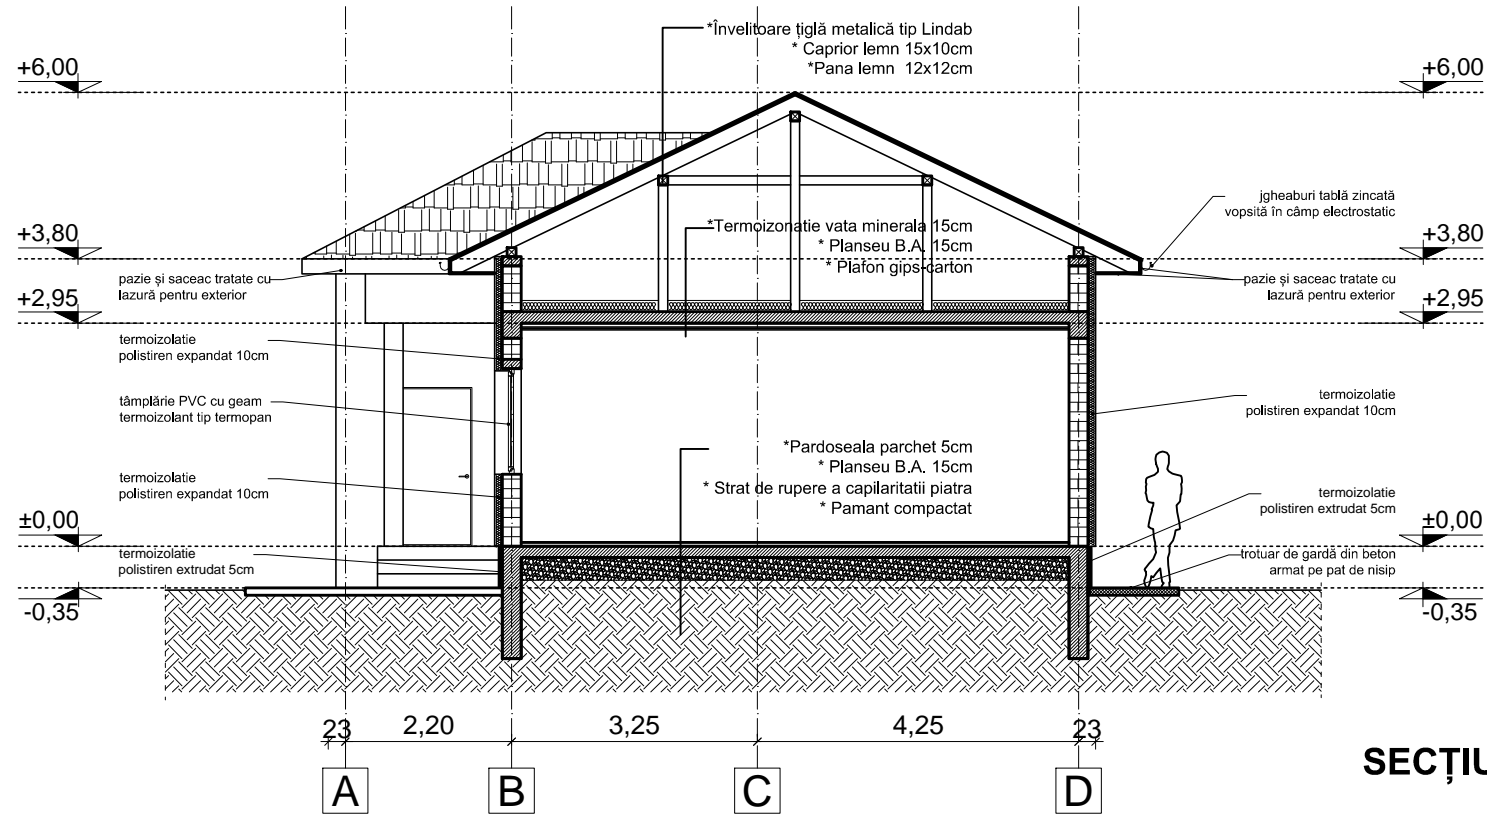 *Învelitoare țiglă metalică tip Lindab
* Caprior lemn 15x10cm
*Pana lemn 12x12cm
+6,00
+6,00
jgheaburi tablă zincată
vopsită în câmp electrostatic
*Termoizonatie vata minerala 15cm
* Planseu B.A. 15cm
* Plafon gips-carton
+3,80
+3,80
pazie și saceac tratate cu
lazură pentru exterior
pazie și saceac tratate cu
lazură pentru exterior
+2,95
+2,95
termoizolatie
polistiren expandat 10cm
tâmplărie PVC cu geam
termoizolant tip termopan
termoizolatie
polistiren expandat 10cm
*Pardoseala parchet 5cm
* Planseu B.A. 15cm
* Strat de rupere a capilaritatii piatra
* Pamant compactat
termoizolatie
polistiren expandat 10cm
termoizolatie
polistiren extrudat 5cm
±0,00
±0,00
termoizolatie
polistiren extrudat 5cm
trotuar de gardă din beton
armat pe pat de nisip
-0,35
-0,35
23 2,20 3,25 4,25 23
A B C D
SECȚIU